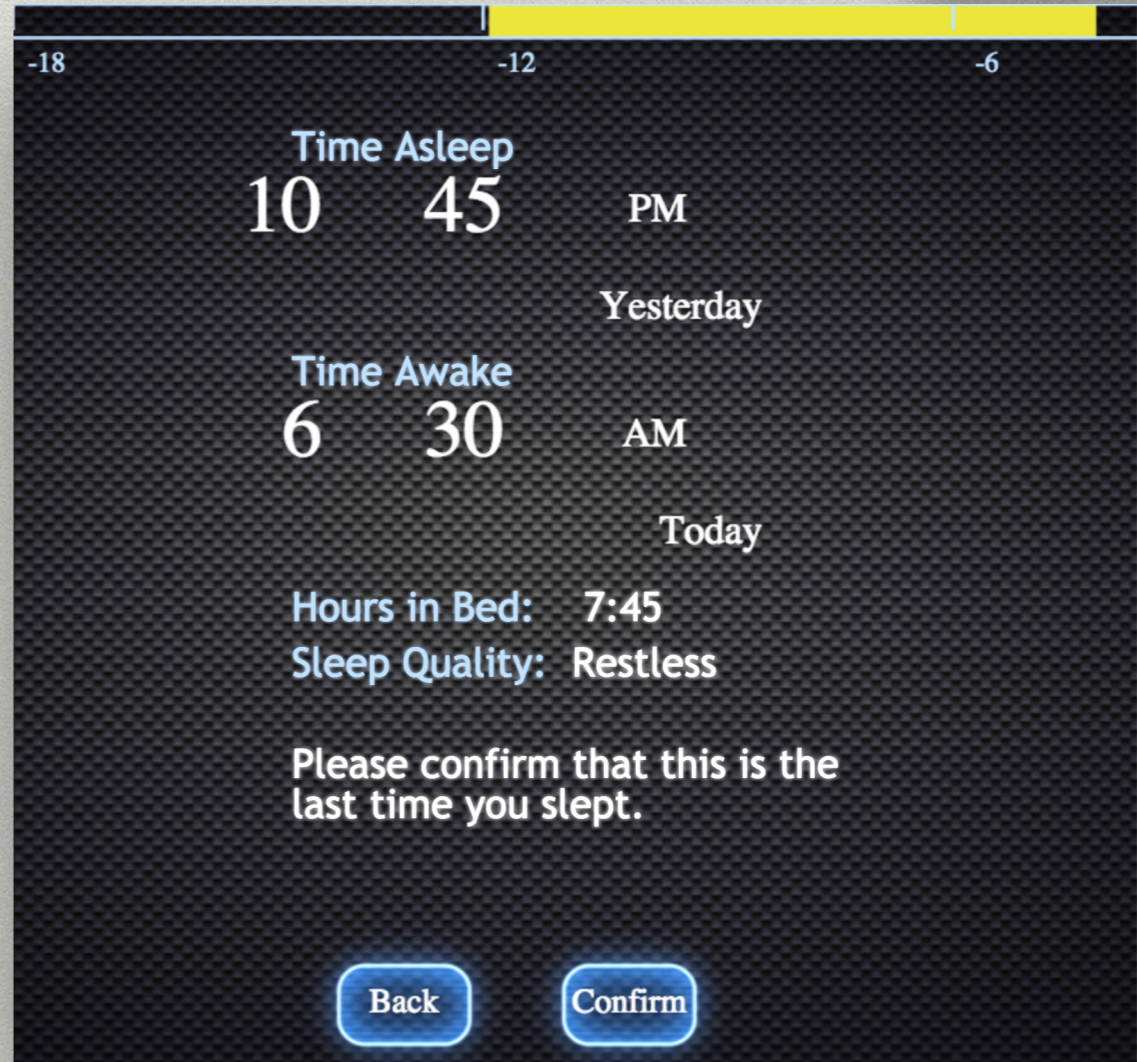 -18 -12 -6
Time Asleep
10 45 PM
Yesterday
Time Awake
6 30 AM
Today
Hours in Bed: 7:45
Sleep Quality: Restless
Please confirm that this is the
last time you slept.
Back Confirm